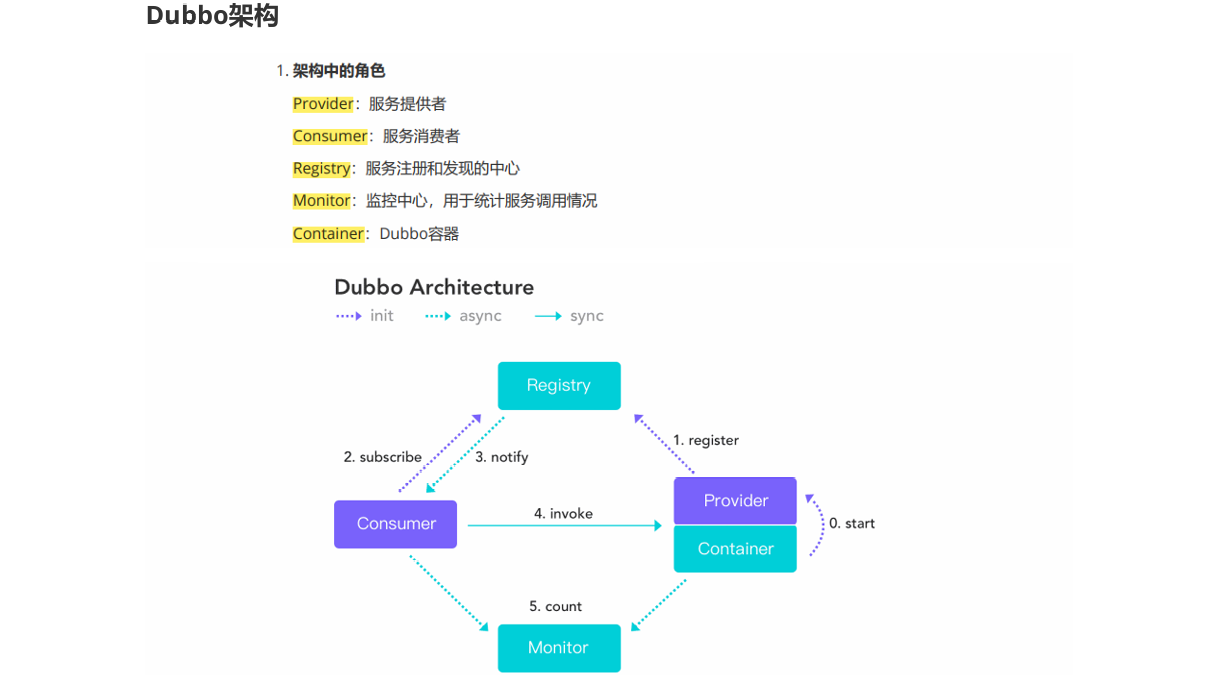 Dubbo架构
1. 架构中的角色
Provider：服务提供者
Consumer：服务消费者
Registry：服务注册和发现的中心
Monitor：监控中心，用于统计服务调用情况
Container：Dubbo容器
Dubbo Architecture
init async sync
Registry
1. register
2. subscribe 3. notify
Provider
4. invoke
Consumer
0. start
Container
5. count
Monitor